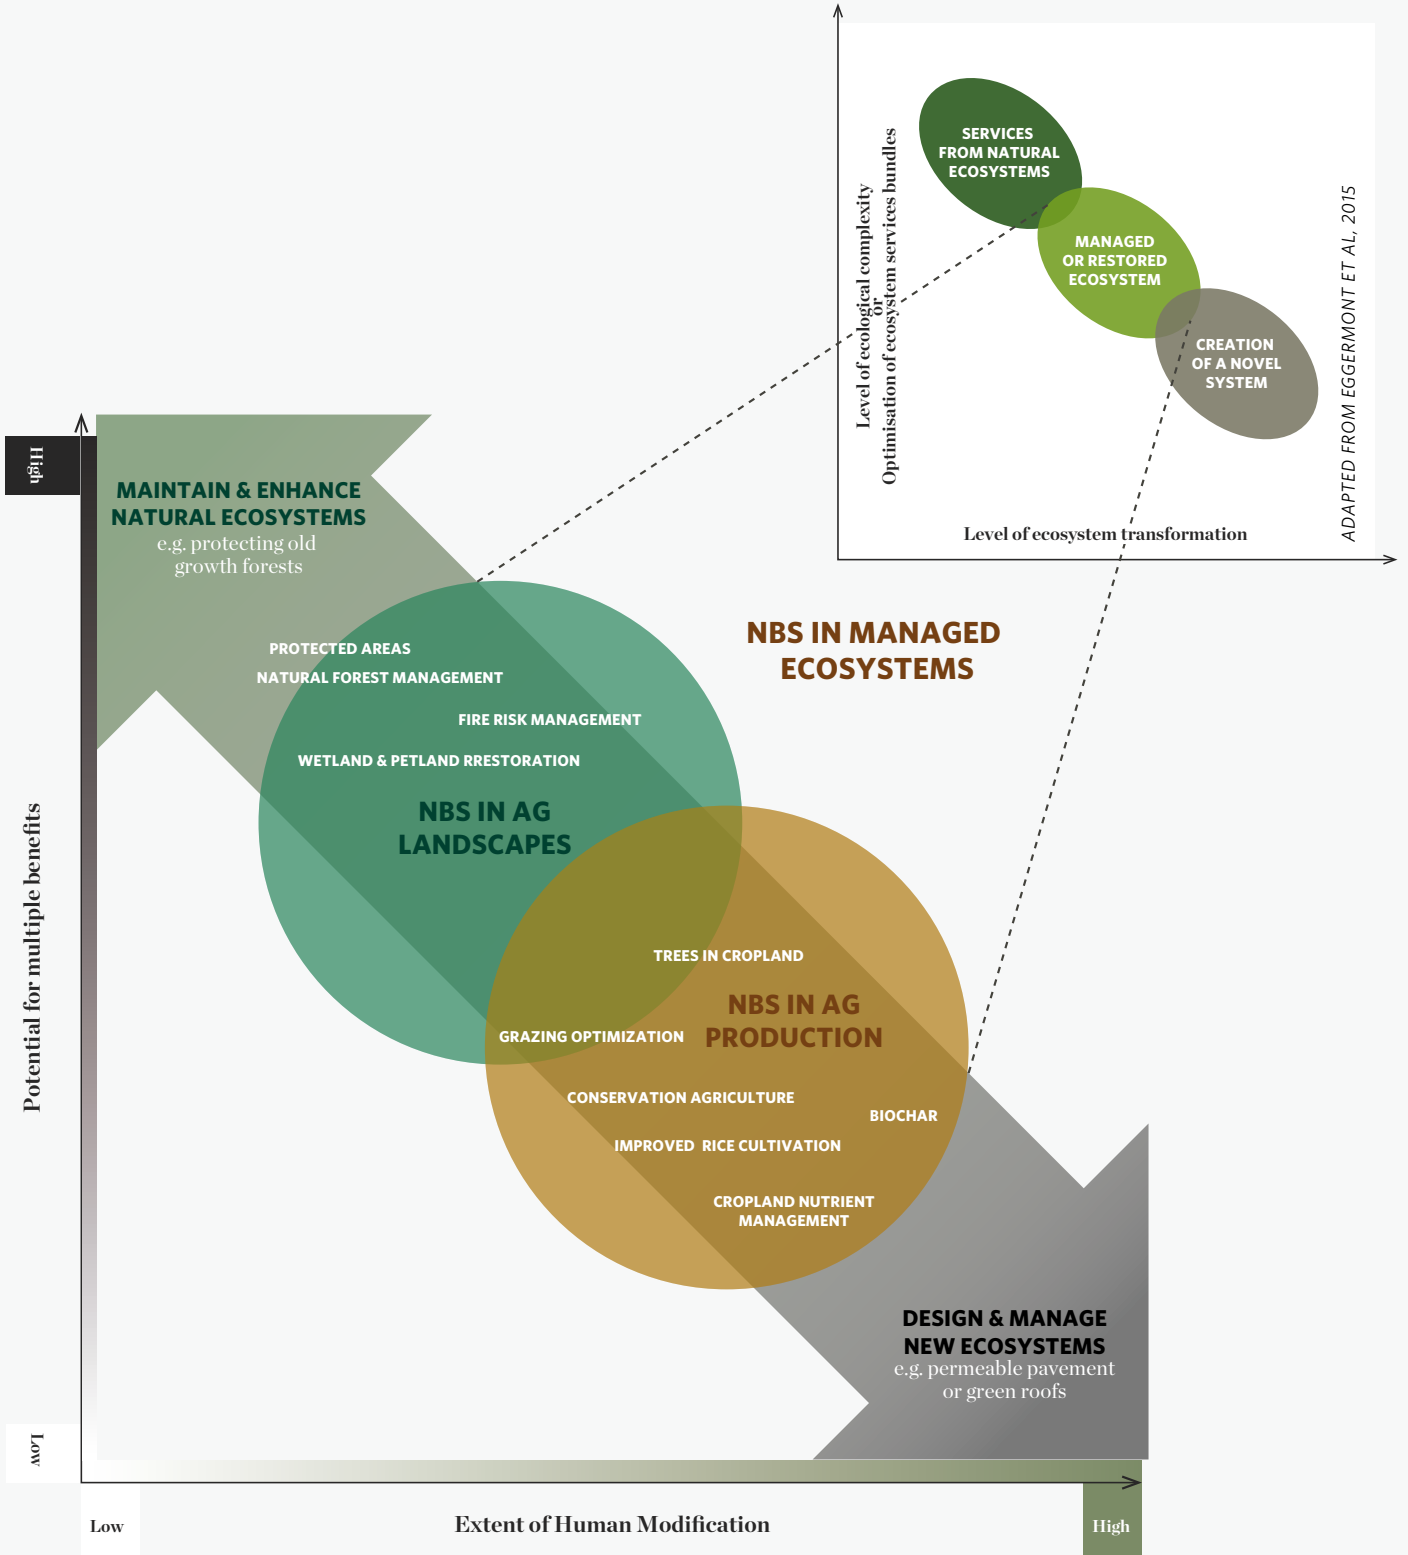 SERVICES
FROM NATURAL
ECOSYSTEMS
MANAGED
OR RESTORED
ECOSYSTEM
CREATION
OF A NOVEL
SYSTEM
Level of ecological complexity
or
Optimisation of ecosystem services bundles
ADAPTED FROM EGGERMONT ET AL, 2015
Level of ecosystem transformation
High
MAINTAIN & ENHANCE
NATURAL ECOSYSTEMS
e.g. protecting old
growth forests
NBS IN MANAGED
ECOSYSTEMS
PROTECTED AREAS
NATURAL FOREST MANAGEMENT
FIRE RISK MANAGEMENT
WETLAND & PETLAND RRESTORATION
NBS IN AG
LANDSCAPES
Potential for multiple benefits
TREES IN CROPLAND
NBS IN AG
PRODUCTION
GRAZING OPTIMIZATION
CONSERVATION AGRICULTURE
BIOCHAR
IMPROVED RICE CULTIVATION
CROPLAND NUTRIENT
MANAGEMENT
DESIGN & MANAGE
NEW ECOSYSTEMS
e.g. permeable pavement
or green roofs
Low
Low
Extent of Human Modification
High